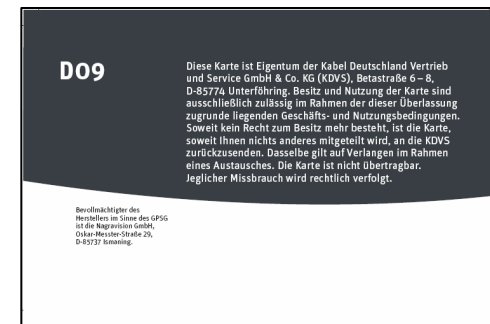 D09
Diese Karte ist Eigentum der Kabel Deutschland Vertrieb
und Service GmbH & Co. KG (KDVS), Betastraße 6 – 8,
D-85774 Unterföhring. Besitz und Nutzung der Karte sind
ausschließlich zulässig im Rahmen der dieser Überlassung
zugrunde liegenden Geschäfts- und Nutzungsbedingungen.
Soweit kein Recht zum Besitz mehr besteht, ist die Karte,
soweit Ihnen nichts anderes mitgeteilt wird, an die KDVS
zurückzusenden. Dasselbe gilt auf Verlangen im Rahmen
eines Austausches. Die Karte ist nicht übertragbar.
Jeglicher Missbrauch wird rechtlich verfolgt.
Bevollmächtigter des
Herstellers im Sinne des GPSG
ist die Nagravision GmbH,
Oskar-Messter-Straße 29,
D-85737 Ismaning.